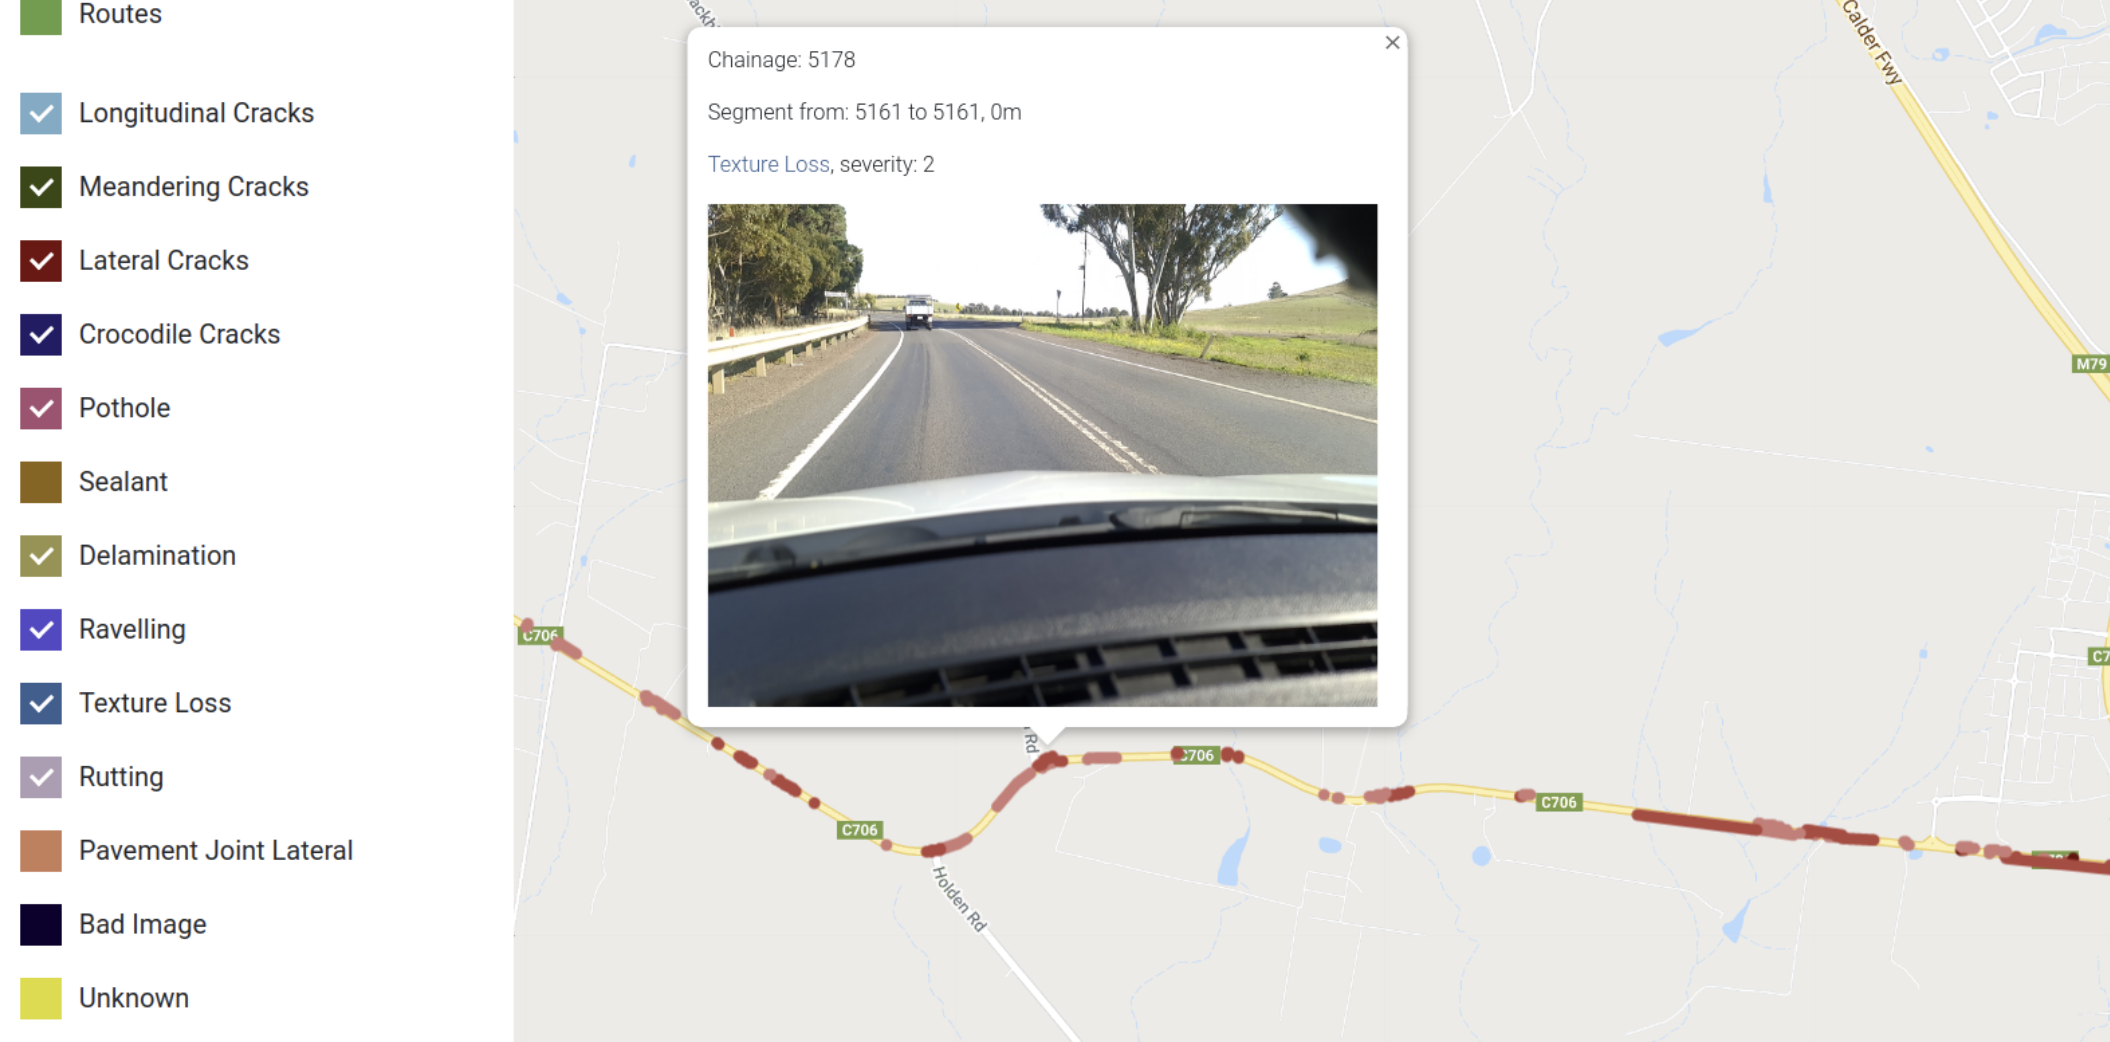 Routes
Longitudinal Cracks
Meandering Cracks
Lateral Cracks
Crocodile Cracks
Pothole
Sealant
Delamination
Ravelling
Texture Loss
Rutting
Pavement Joint Lateral
Bad Image
Unknown
Chainage: 5178
Segment from: 5161 to 5161, 0m
Texture Loss, severity: 2
Calder Fwy
M79
C706
Rd
C706
C706
C706
Holden Rd